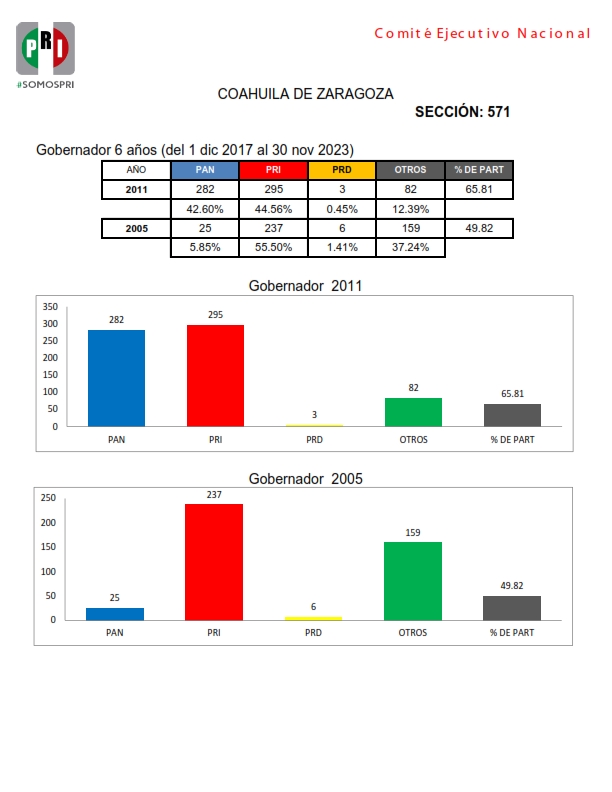 Comité Ejecutivo Nacional
PRI
#SOMOSPRI
COAHUILA DE ZARAGOZA
SECCIÓN: 571
Gobernador 6 años (del 1 dic 2017 al 30 nov 2023)
AÑO PAN PRI PRD OTROS % DE PART
2011 282 295 3 82 65.81
42.60% 44.56% 0.45% 12.39%
2005 25 237 6 159 49.82
5.85% 55.50% 1.41% 37.24%
Gobernador 2011
350
300
250
200
150
100
50
0
282
295
3
82
65.81
PAN PRI PRD OTROS % DE PART
Gobernador 2005
250
200
150
100
50
0
25
237
6
159
49.82
PAN PRI PRD OTROS % DE PART